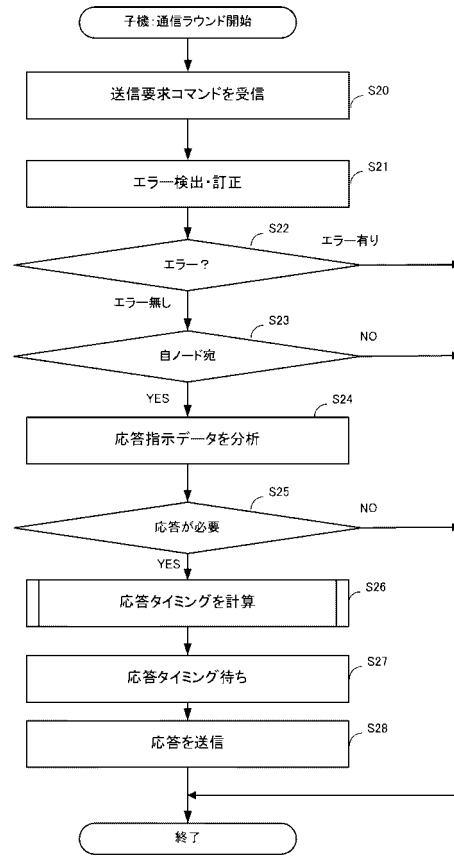 子機：通信ラウンド開始
送信要求コマンドを受信
S20
エラー検出・訂正
S21
S22
エラー？
エラー有り
エラー無し
S23
自ノード宛
NO
YES
S24
応答指示データを分析
S25
応答が必要
NO
YES
応答タイミングを計算
S26
応答タイミング待ち
S27
応答を送信
S28
終了